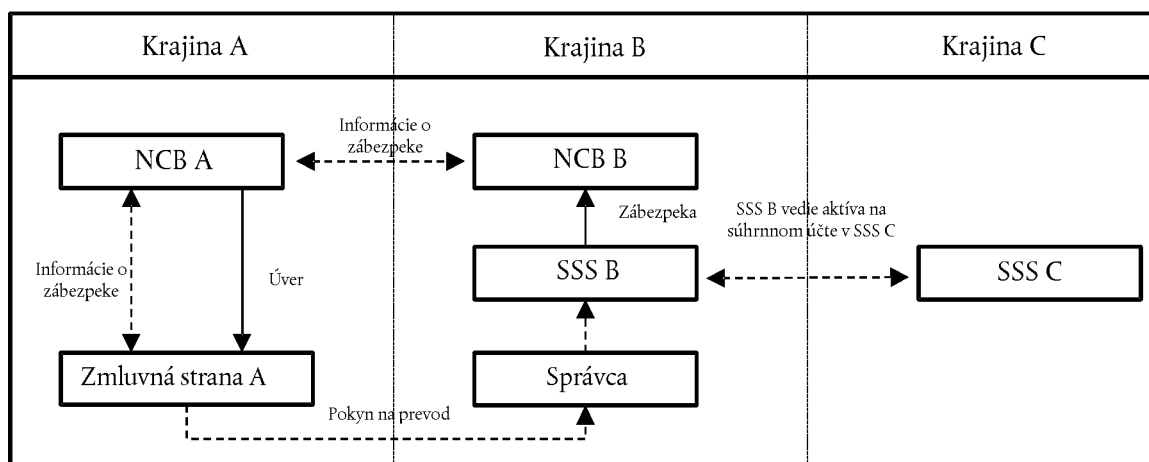 Krajina A
Krajina B
Krajina C
Informácie o
zábezpeke
NCB A
NCB B
Zábezpeka
SSS B vedie aktíva na
súhrnnom účte v SSS C
Informácie o
zábezpeke
Úver
SSS B
SSS C
Zmluvná strana A
Správca
Pokyn na prevod